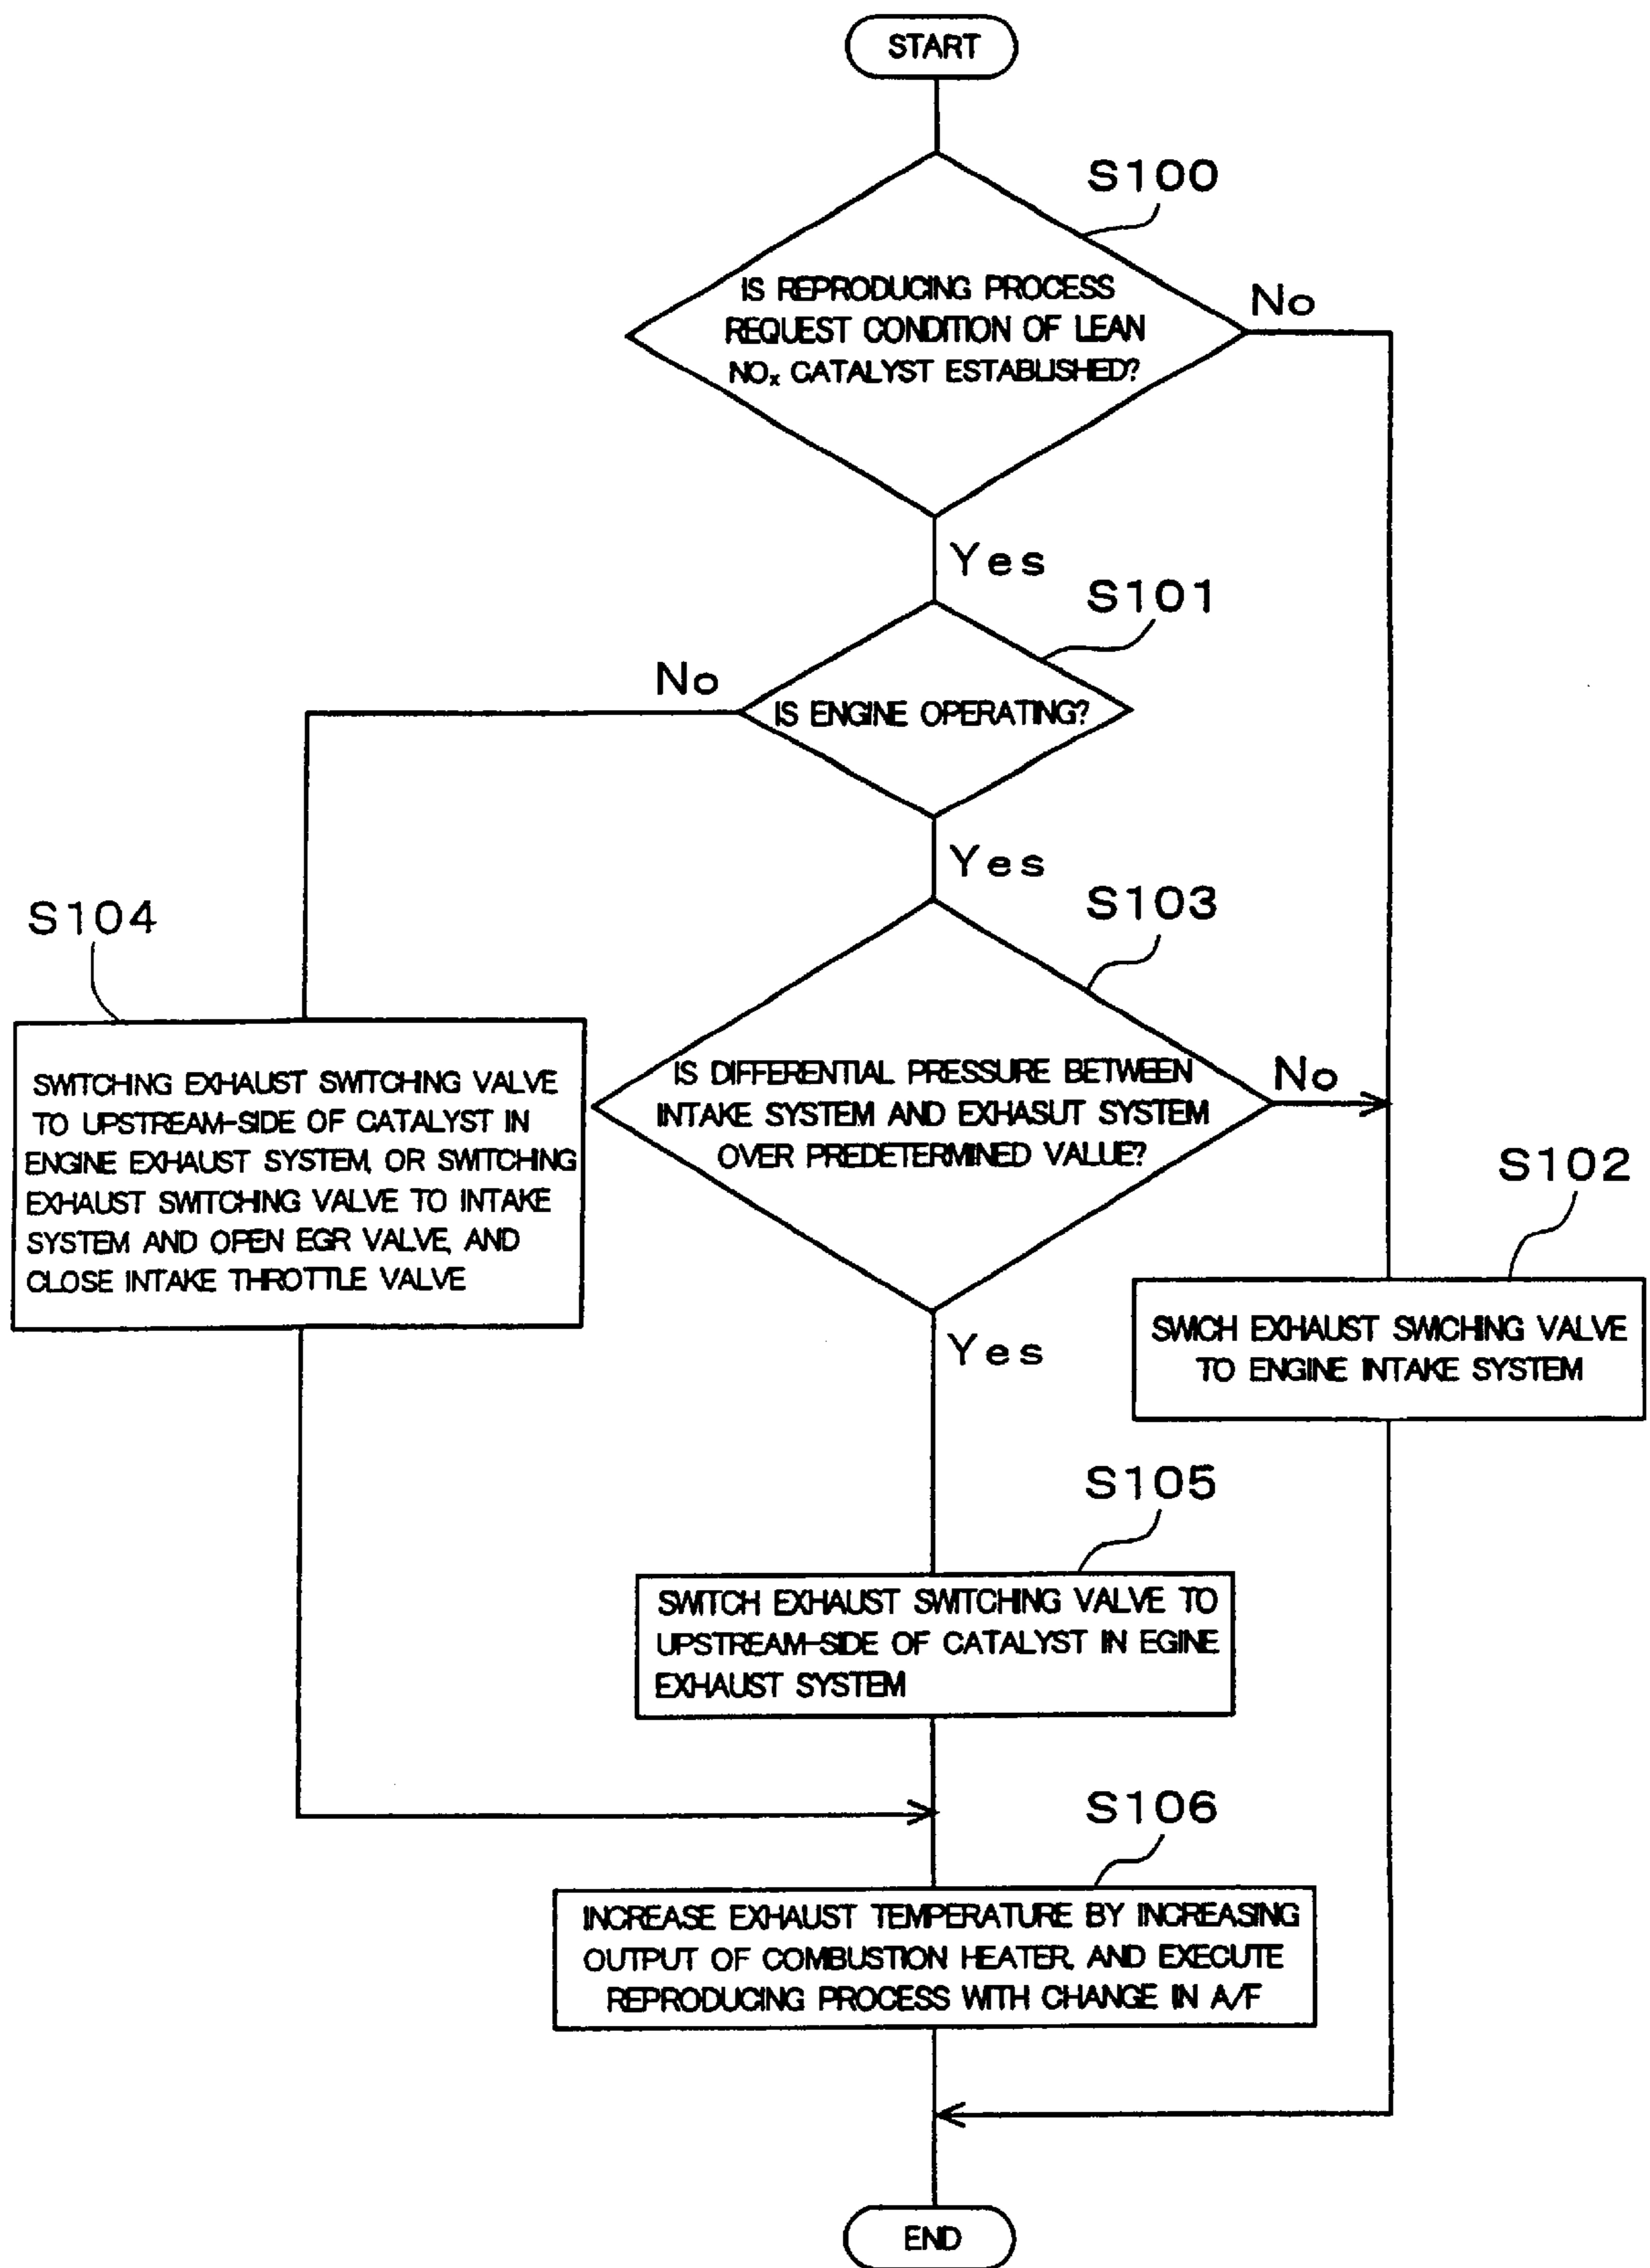 START
S100
IS REPRODUCING PROCESS
REQUEST CONDITION OF LEAN
NOx CATALYST ESTABLISHED?
No
Yes
S101
No
IS ENGINE OPERATING?
Yes
S103
S104
IS DIFFERENTIAL PRESSURE BETWEEN
INTAKE SYSTEM AND EXHASUT SYSTEM
OVER PREDETERMINED VALUE?
No
SWITCHING EXHAUST SWITCHING VALVE
TO UPSTREAM-SIDE OF CATALYST IN
ENGINE EXHAUST SYSTEM, OR SWITCHING
EXHAUST SWITCHING VALVE TO INTAKE
SYSTEM AND OPEN EGR VALVE, AND
CLOSE INTAKE THROTTLE VALVE
S102
SWICH EXHAUST SWICHING VALVE
TO ENGINE INTAKE SYSTEM
Yes
S105
SWITCH EXHAUST SWITCHING VALVE TO
UPSTREAM-SIDE OF CATALYST IN EGINE
EXHAUST SYSTEM
S106
INCREASE EXHAUST TEMPERATURE BY INCREASING
OUTPUT OF COMBUSTION HEATER, AND EXECUTE
REPRODUCING PROCESS WITH CHANGE IN A/F
END